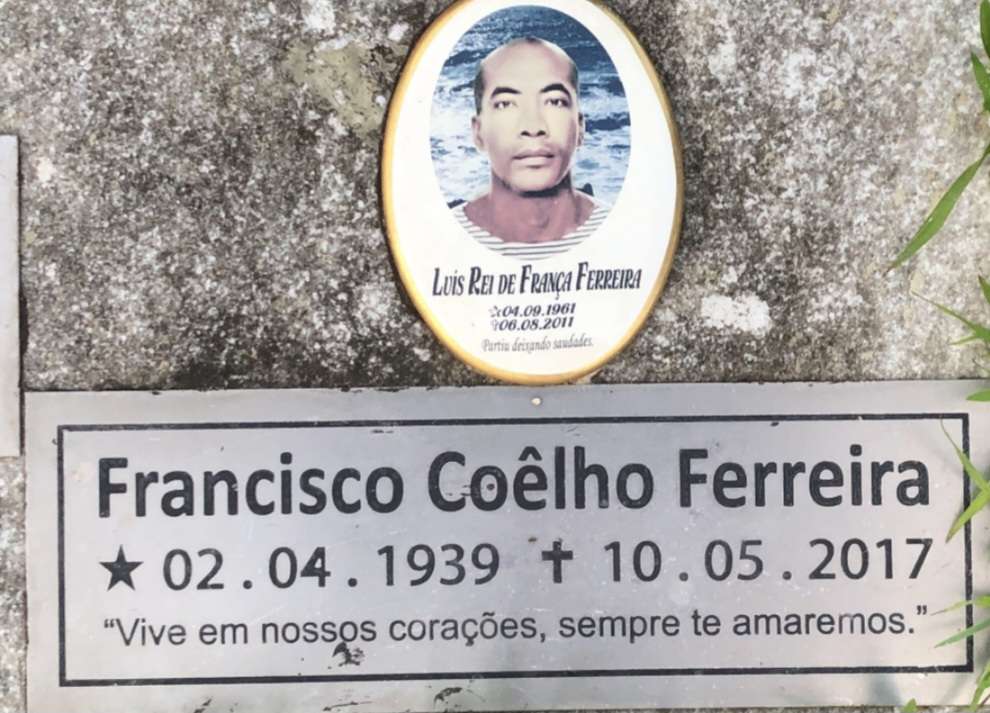 LUÍS REI DE FRANÇA FERREIRA
☆04.09.1961
✞06.08.2011
Partiu deixando saudades.
Francisco Coêlho Ferreira
★ 02.04.1939 ✝ 10.05.2017
“Vive em nossos corações, sempre te amaremos.”